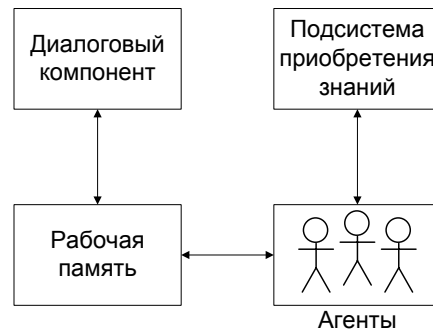 Диалоговый
компонент
Подсистема
приобретения
знаний
Рабочая
память
Агенты